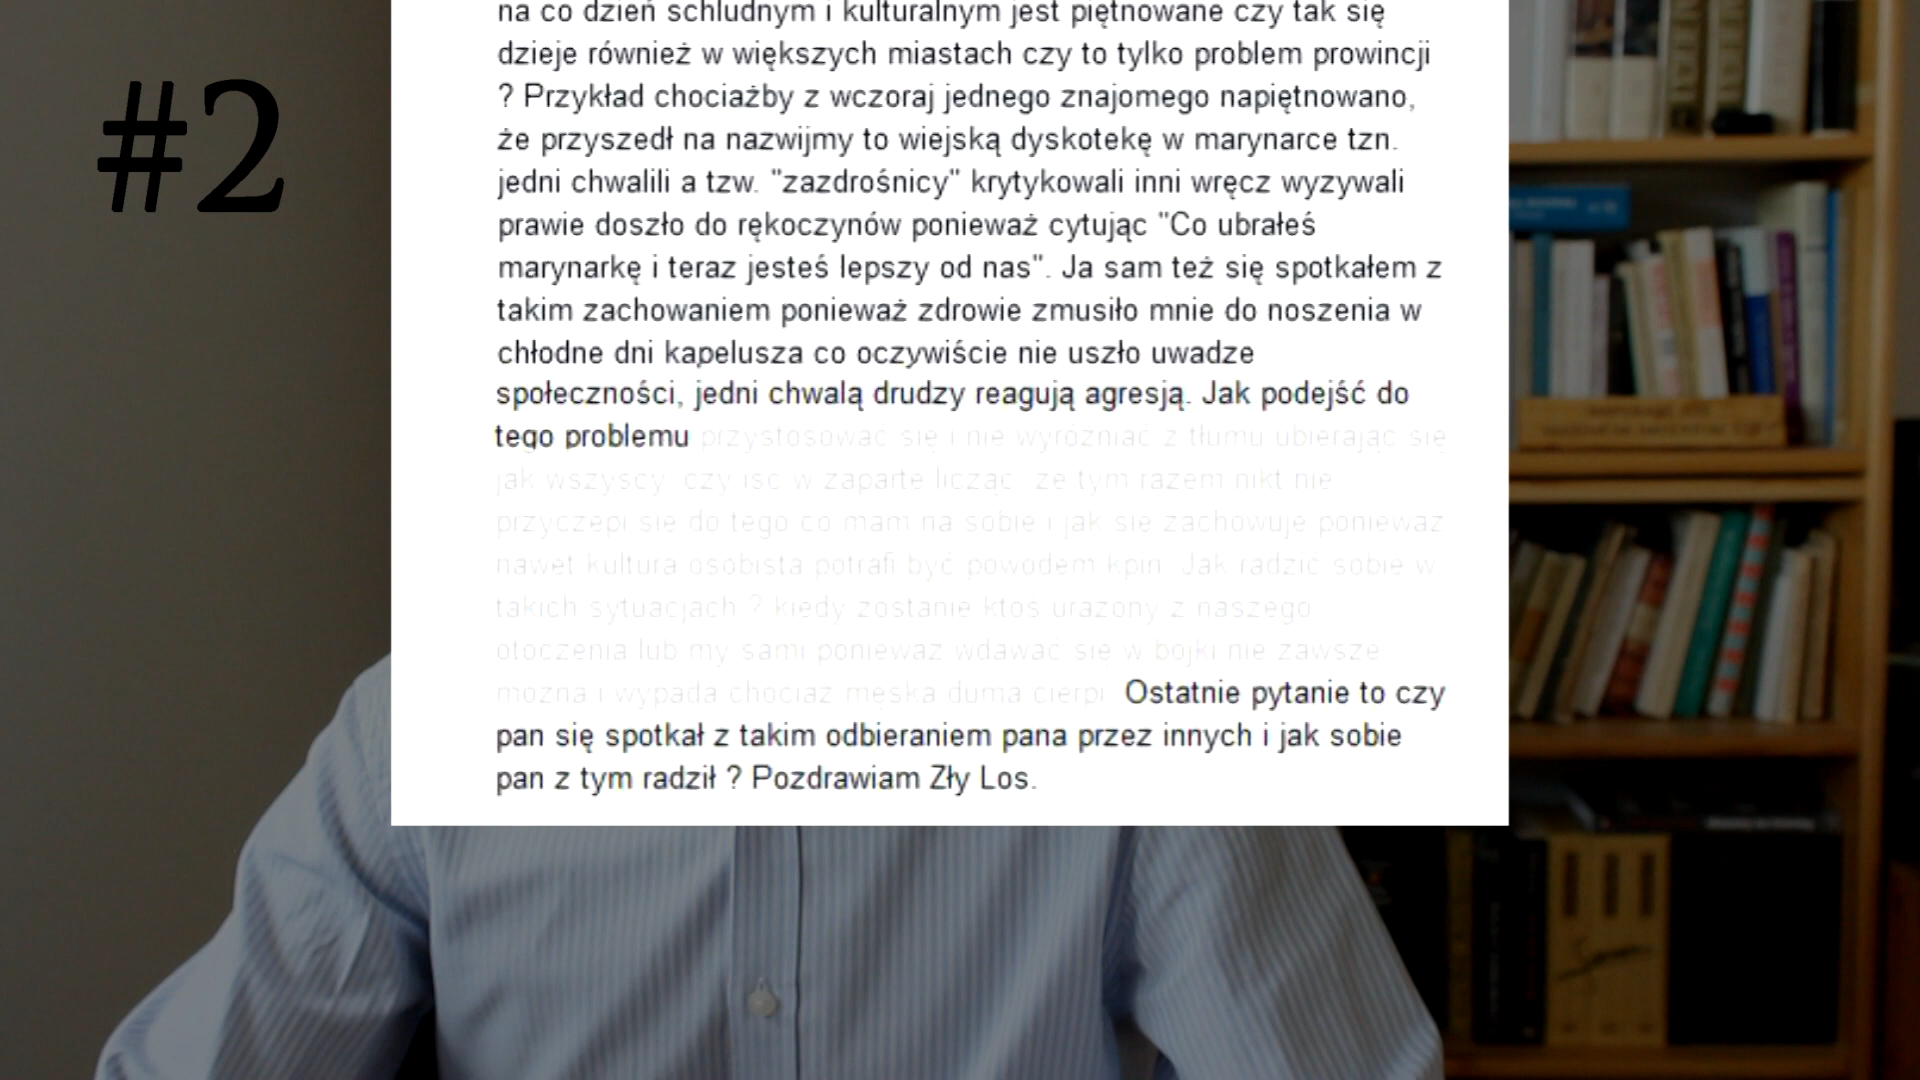 #2
na co dzień schludnym i kulturalnym jest piętnowane czy tak się
dzieje również w większych miastach czy to tylko problem prowincji
? Przykład chociażby z wczoraj jednego znajomego napiętnowano,
że przyszedł na nazwijmy to wiejską dyskotekę w marynarce tzn.
jedni chwalili a tzw. "zazdrośnicy" krytykowali inni wręcz wyzywali
prawie doszło do rękoczynów ponieważ cytując "Co ubrałeś
marynarkę i teraz jesteś lepszy od nas". Ja sam też się spotkałem z
takim zachowaniem ponieważ zdrowie zmusiło mnie do noszenia w
chłodne dni kapelusza co oczywiście nie uszło uwadze
społeczności, jedni chwalą drudzy reagują agresją. Jak podejść do
tego problemu przystosować się i nie wyróżniać z tłumu ubierając się
jak wszyscy czy iść w zaparte licząc że tym razem nikt nie
przyczepi się do tego co mam na sobie i jak się zachowuje ponieważ
nawet kultura osobista potrafi być powodem kpin. Jak radzić sobie w
takich sytuacjach ? kiedy zostanie ktoś urażony z naszego
otoczenia lub my sami ponieważ wdawać się w bójki nie zawsze
można i wypada chociaż męska duma cierpi. Ostatnie pytanie to czy
pan się spotkał z takim odbieraniem pana przez innych i jak sobie
pan z tym radził ? Pozdrawiam Zły Los.